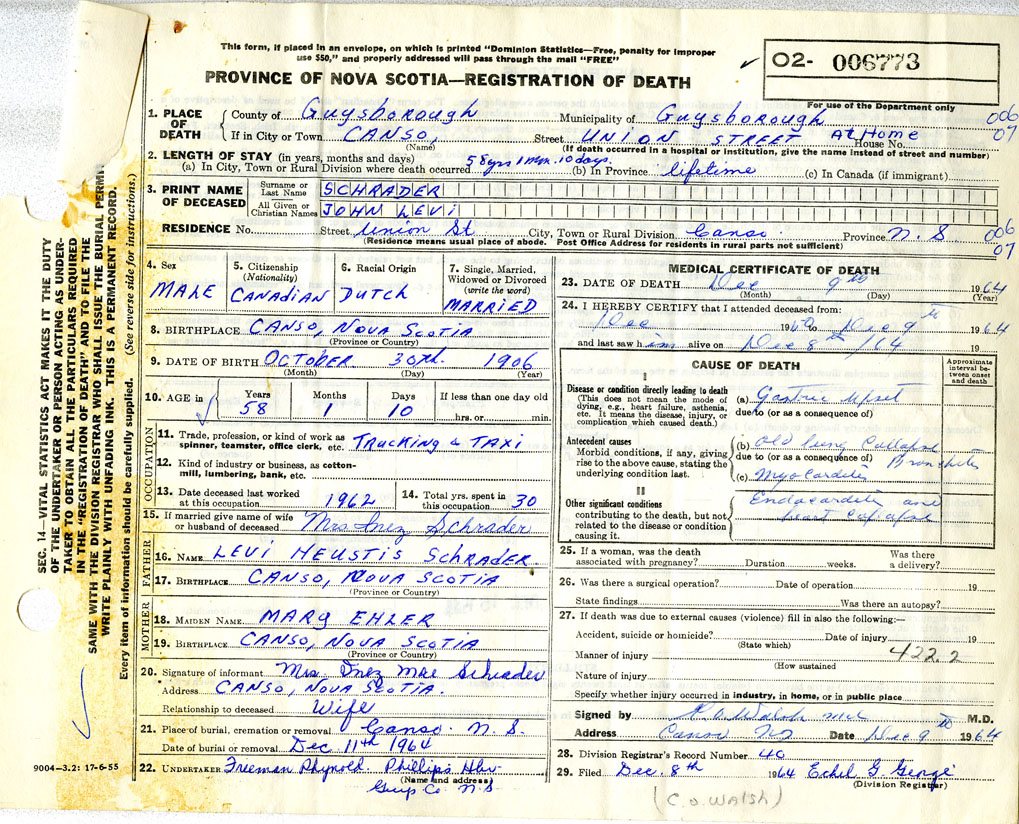 This form, if placed in an envelope, on which is printed "Dominion Statistics—Free, penalty for improper
use $50," and properly addressed will pass through the mail "FREE"
PROVINCE OF NOVA SCOTIA—REGISTRATION OF DEATH
02- 006773
For use of the Department only
1. PLACE OF DEATH County of Guysborough Municipality of Guysborough 006
If in City or Town CANSO, Street UNION STREET At Home House No. 07
(Name) (If death occurred in a hospital or institution, give the name instead of street and number)
2. LENGTH OF STAY (in years, months and days)
(a) In City, Town or Rural Division where death occurred 58 yrs 1 mon. 10 days. (b) In Province lifetime (c) In Canada (if immigrant)
3. PRINT NAME OF DECEASED Surname or Last Name SCHRADER
All Given or Christian Names JOHN LEVI
RESIDENCE No. Street Union St City, Town or Rural Division Canso Province N. S 006
(Residence means usual place of abode. Post Office Address for residents in rural parts not sufficient) 07
4. Sex MALE
5. Citizenship (Nationality) CANADIAN
6. Racial Origin DUTCH
7. Single, Married, Widowed or Divorced (write the word) MARRIED
8. BIRTHPLACE CANSO, NOVA SCOTIA
(Province or Country)
9. DATE OF BIRTH OCTOBER 30th. 1906
(Month) (Day) (Year)
10. AGE in Years Months Days If less than one day old
58 1 10 hrs. or min.
OCCUPATION
11. Trade, profession, or kind of work as spinner, teamster, office clerk, etc. TRUCKING & TAXI
12. Kind of industry or business, as cotton-mill, lumbering, bank, etc.
13. Date deceased last worked at this occupation 1962
14. Total yrs. spent in this occupation 30
15. If married give name of wife or husband of deceased Mrs Inez Schrader
FATHER
16. NAME LEVI HEUSTIS SCHRADER.
17. BIRTHPLACE CANSO, NOVA SCOTIA
(Province or Country)
MOTHER
18. MAIDEN NAME MARY EHLER
19. BIRTHPLACE CANSO, NOVA SCOTIA
(Province or Country)
20. Signature of informant Mrs Inez Mae Schrader
Address CANSO, NOVA SCOTIA.
Relationship to deceased Wife
21. Place of burial, cremation or removal Canso N. S.
Date of burial or removal Dec 11th 1964
22. UNDERTAKER Freeman Phillips Hbr
(Name and address)
Guys Co. N-S
MEDICAL CERTIFICATE OF DEATH
23. DATE OF DEATH Dec 9th 1964
(Month) (Day) (Year)
24. I HEREBY CERTIFY that I attended deceased from:
Dec 19 to Dec 9th 1964
and last saw him alive on Dec 8th /64 19
CAUSE OF DEATH
Approximate interval between onset and death
I
Disease or condition directly leading to death
(This does not mean the mode of dying, e.g., heart failure, asthenia, etc. It means the disease, injury, or complication which caused death.)
(a) Gastric Upset
due to (or as a consequence of)
Antecedent causes
Morbid conditions, if any, giving rise to the above cause, stating the underlying condition last.
(b) Old lung Collapse
due to (or as a consequence of) Bronchitis
(c) Myocarditis
II
Other significant conditions
contributing to the death, but not related to the disease or condition causing it.
Endocarditis and
heart Collapse
25. If a woman, was the death associated with pregnancy? Duration weeks. Was there a delivery?
26. Was there a surgical operation? Date of operation 19
State findings Was there an autopsy?
27. If death was due to external causes (violence) fill in also the following:—
Accident, suicide or homicide? Date of injury 19
(State which)
Manner of injury 422.2
(How sustained
Nature of injury
Specify whether injury occurred in industry, in home, or in public place
Signed by Walsh Md M.D.
Address Canso NS Date Dec 9 th 1964
28. Division Registrar's Record Number 40
29. Filed Dec. 8th 1964 Ethel G. George
(Division Registrar)
(C. O. WALSH)
9004-3.2: 17-6-55
SEC. 14—VITAL STATISTICS ACT MAKES IT THE DUTY
OF THE UNDERTAKER OR PERSON ACTING AS UNDER-
TAKER TO OBTAIN ALL THE PARTICULARS REQUIRED
IN THE "REGISTRATION OF DEATH" AND TO FILE THE
SAME WITH THE DIVISION REGISTRAR WHO SHALL ISSUE THE BURIAL PERMI
WRITE PLAINLY WITH UNFADING INK. THIS IS A PERMANENT RECORD.
Every item of information should be carefully supplied. (See reverse side for instructions.)